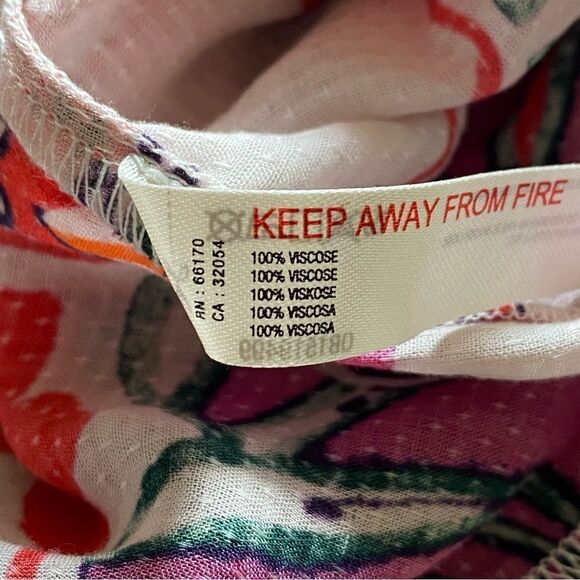 KEEP AWAY FROM FIRE
100% VISCOSE
100% VISCOSE
100% VISKOSE
100% VISCOSA
100% VISCOSA
RN : 66170
CA : 32054